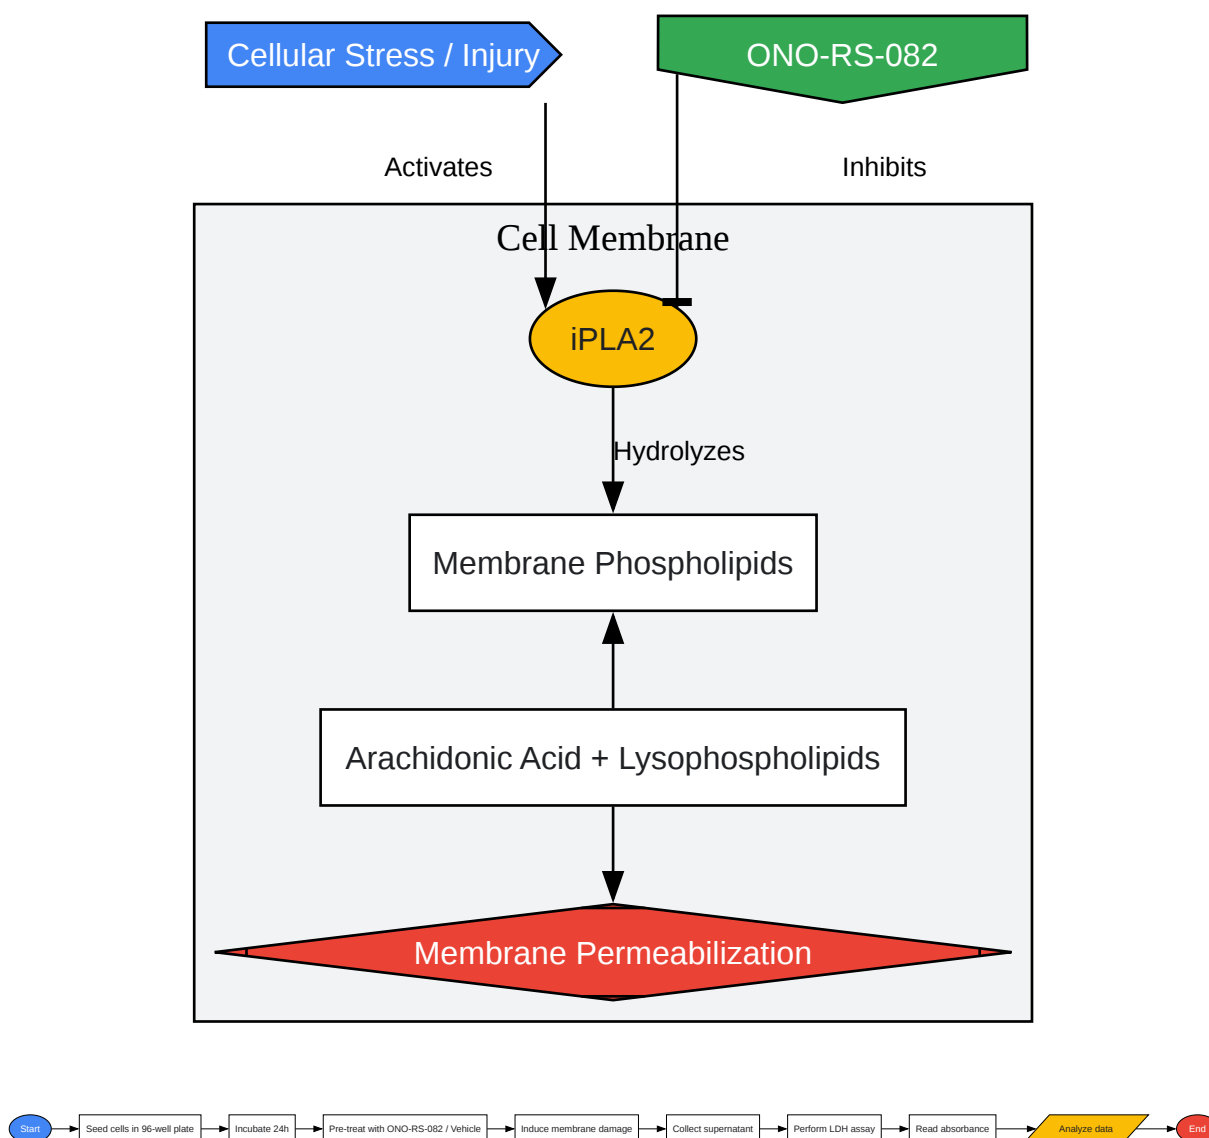 Cellular Stress / Injury
ONO-RS-082
Activates
Inhibits
Cell Membrane
iPLA2
Hydrolyzes
Membrane Phospholipids
Arachidonic Acid + Lysophospholipids
Membrane Permeabilization
Start
Seed cells in 96-well plate
Incubate 24h
Pre-treat with ONO-RS-082 / Vehicle
Induce membrane damage
Collect supernatant
Perform LDH assay
Read absorbance
Analyze data
End